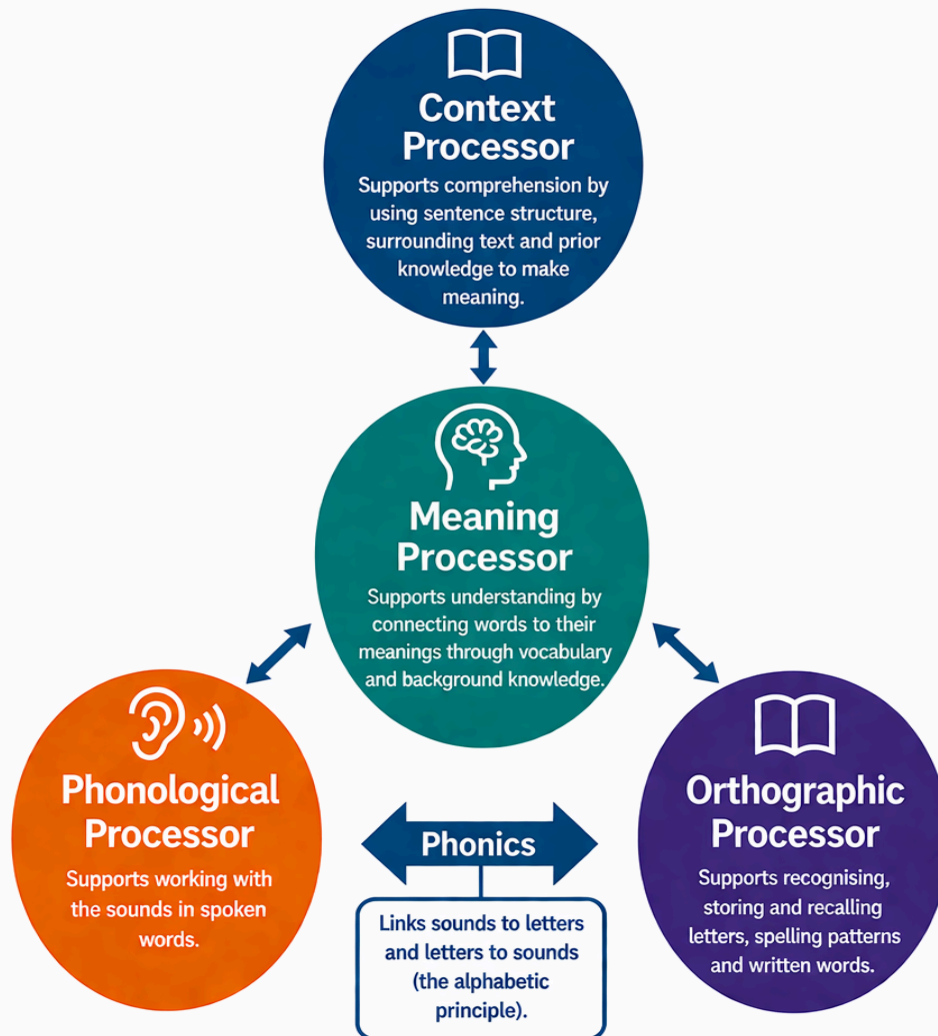 Context
Processor
Supports comprehension by
using sentence structure,
surrounding text and prior
knowledge to make
meaning.
Meaning
Processor
Supports understanding by
connecting words to their
meanings through vocabulary
and background knowledge.
Phonological
Processor
Supports working with
the sounds in spoken
words.
Phonics
Links sounds to letters
and letters to sounds
(the alphabetic
principle).
Orthographic
Processor
Supports recognising,
storing and recalling
letters, spelling patterns
and written words.